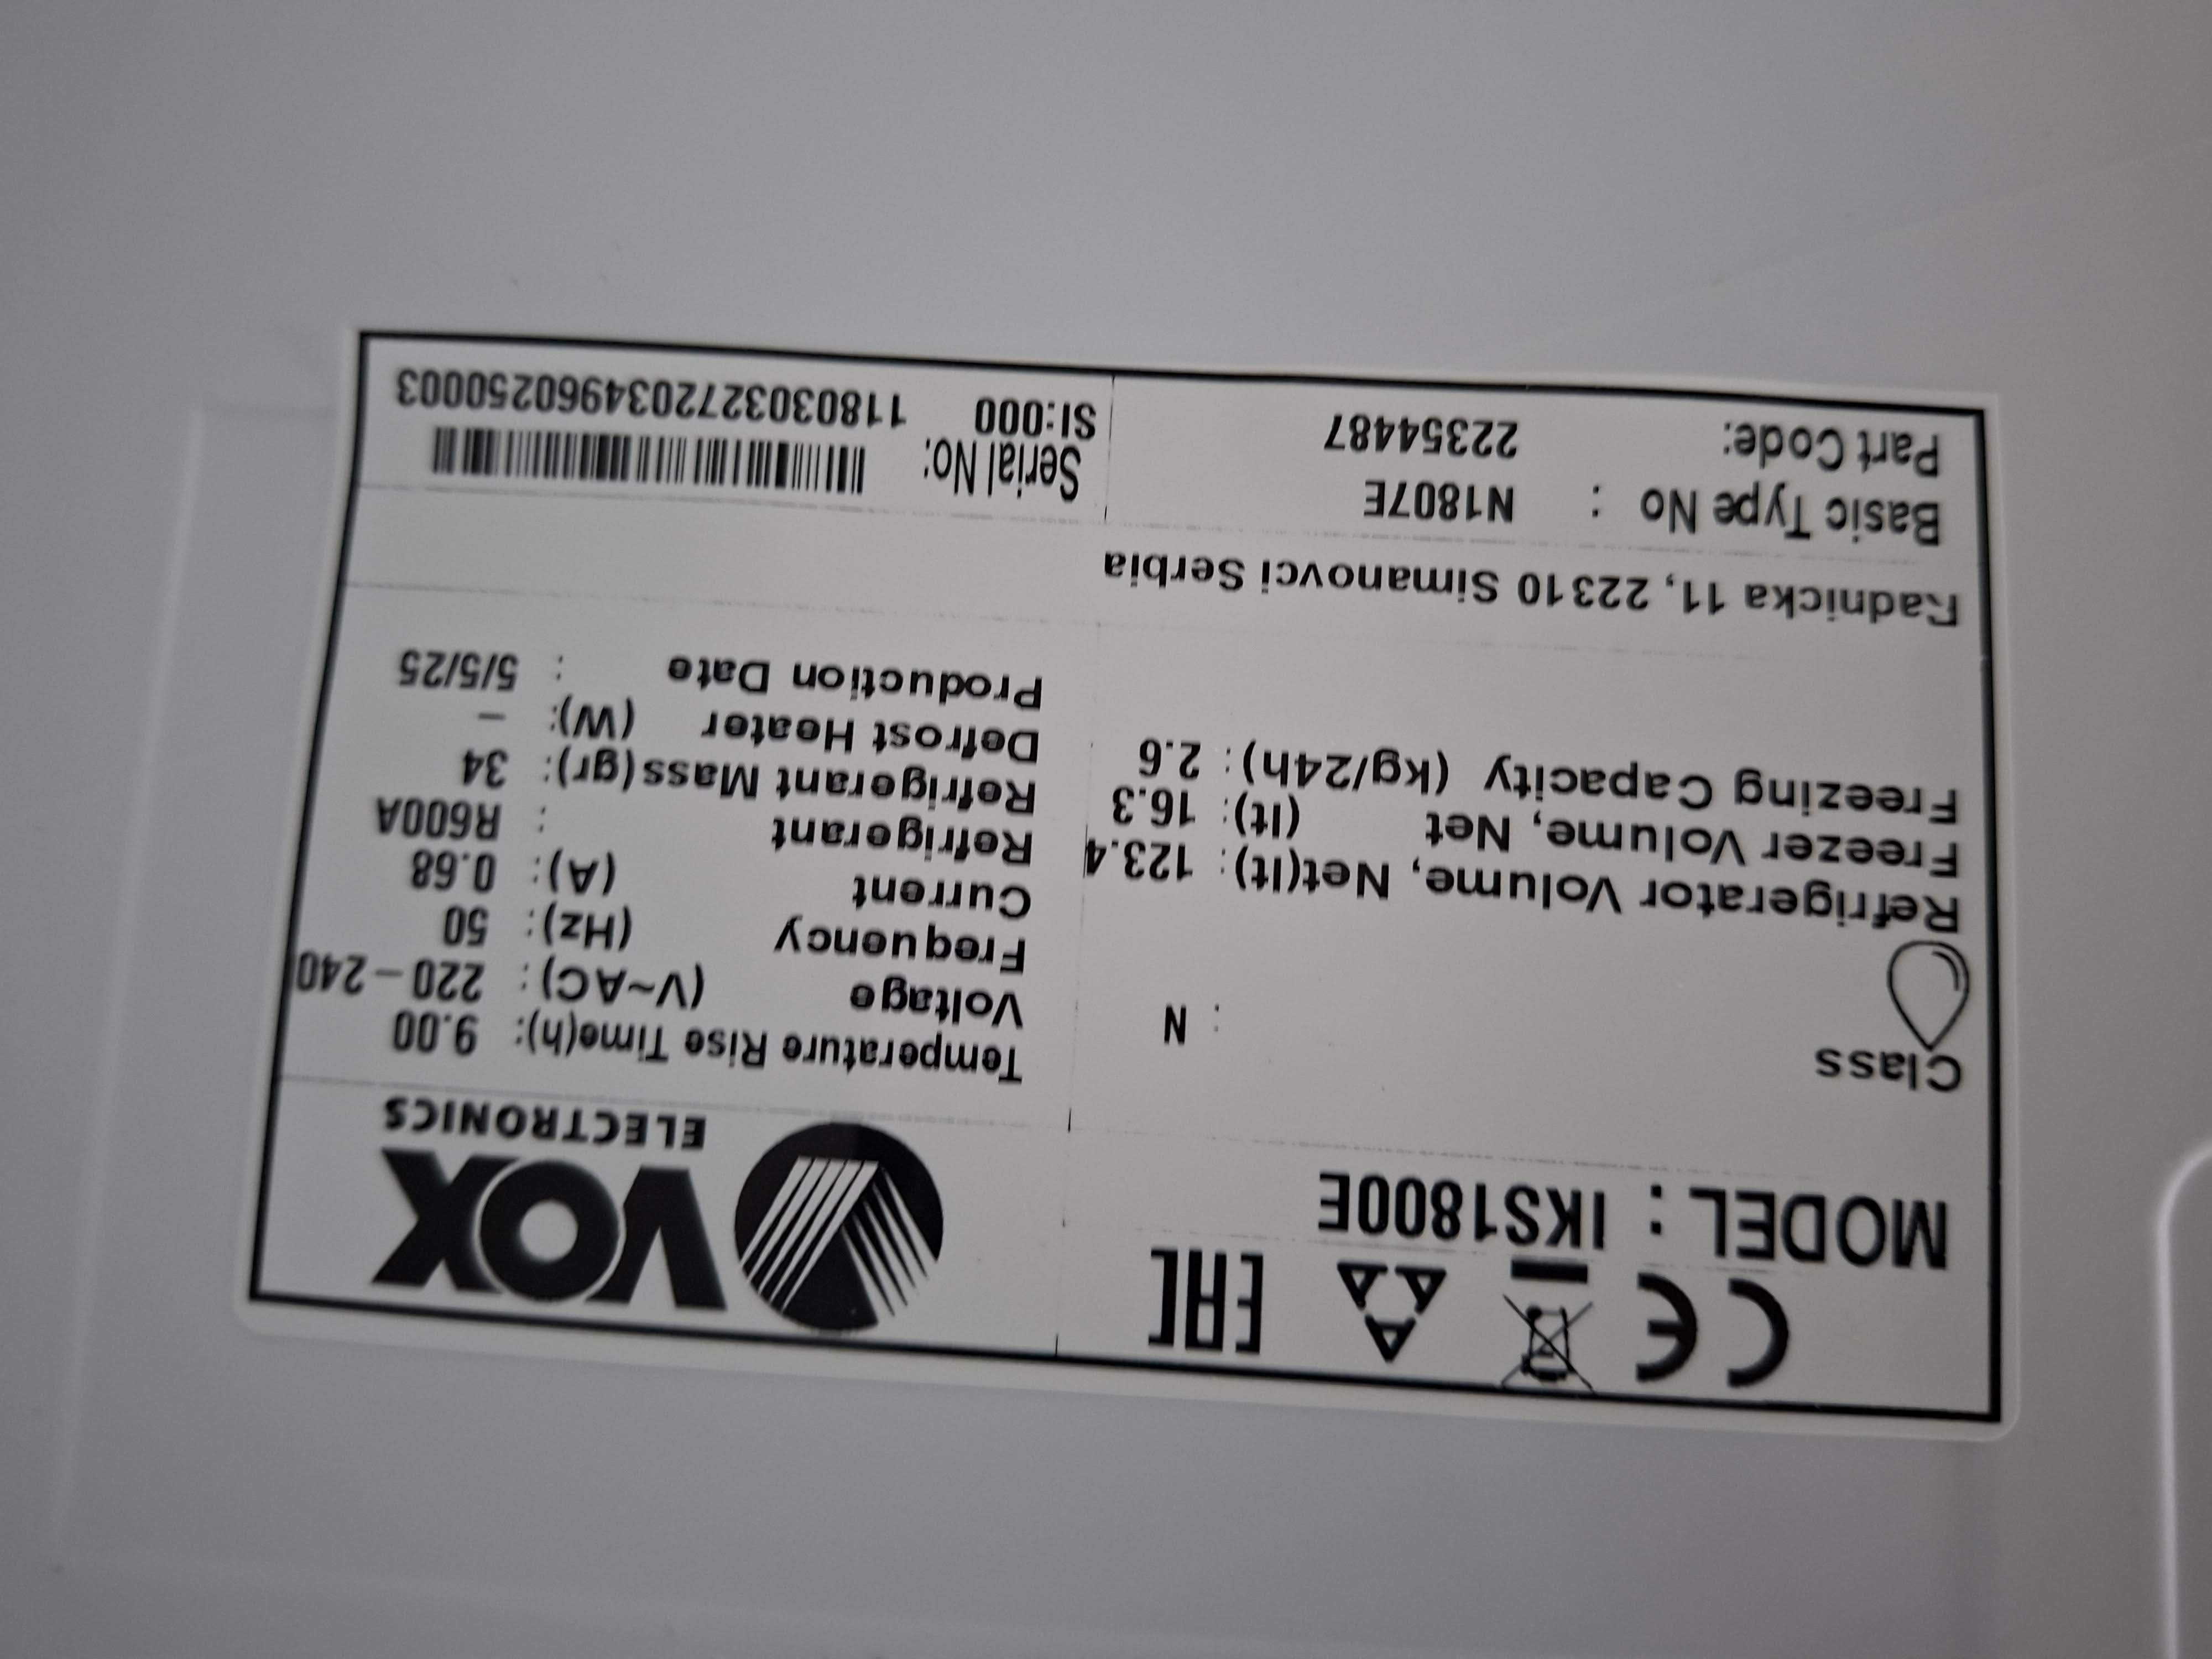 CE EAC
VOX
ELECTRONICS
MODEL : IKS1800E
Class : N
Refrigerator Volume, Net(lt): 123.4
Freezer Volume, Net (lt): 16.3
Freezing Capacity (kg/24h): 2.6
Temperature Rise Time(h): 9.00
Voltage (V~AC): 220-240
Frequency (Hz): 50
Current (A): 0.68
Refrigerant : R600A
Refrigerant Mass(gr): 34
Defrost Heater (W): -
Production Date : 5/5/25
Radnicka 11, 22310 Simanovci Serbia
Basic Type No : N1807E
Part Code: 22354487
Serial No:
SI:000 1180303272034960250003